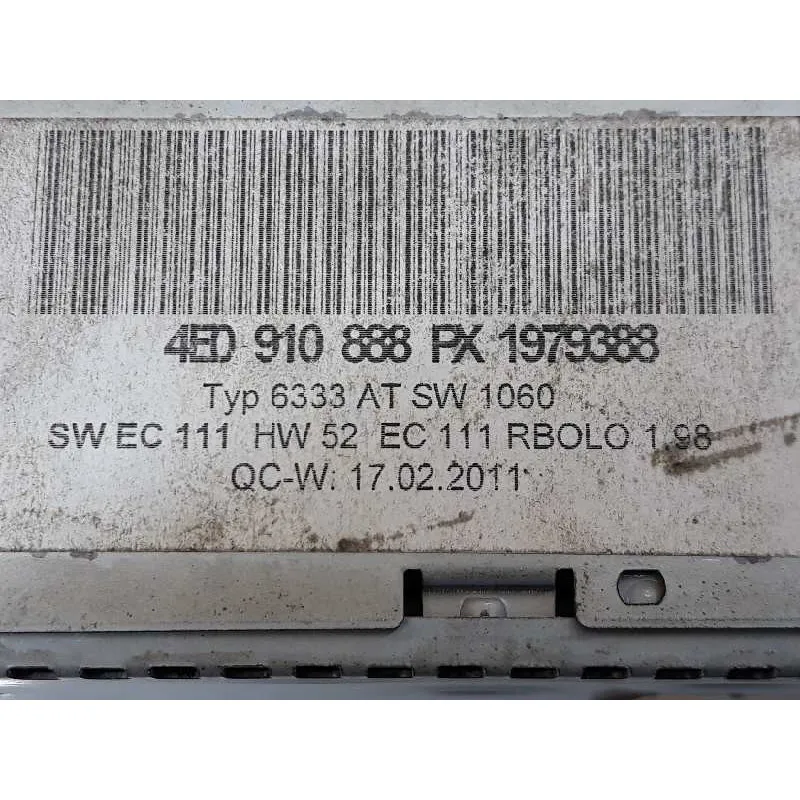 4E0 910 888 PX 1979388
Typ 6333 AT SW 1060
SW EC 111 HW 52 EC 111 RBOLO 1.98
QC-W: 17.02.2011